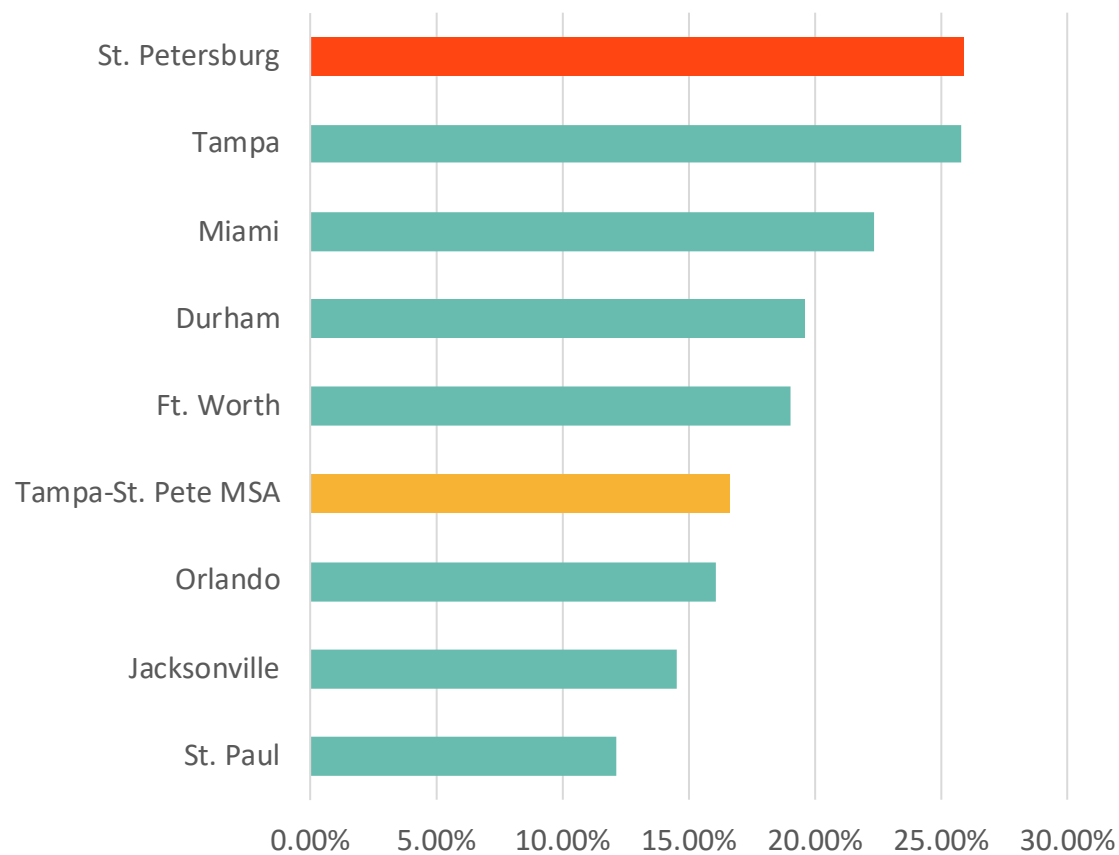 St. Petersburg
Tampa
Miami
Durham
Ft. Worth
Tampa-St. Pete MSA
Orlando
Jacksonville
St. Paul
0.00% 5.00% 10.00% 15.00% 20.00% 25.00% 30.00%